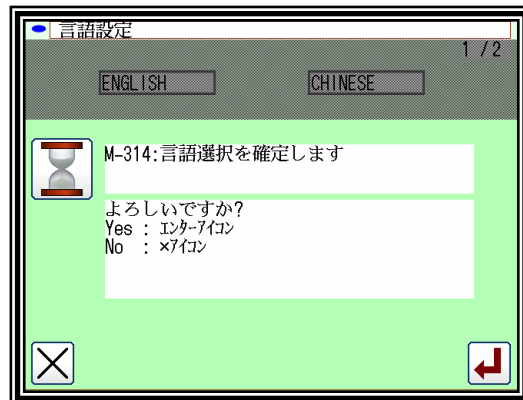 言語設定
1 /2
ENGLISH CHINESE
M-314:言語選択を確定します
よろしいですか?
Yes : ｴﾝﾀｰｱｲｺﾝ
No : ×ｱｲｺﾝ